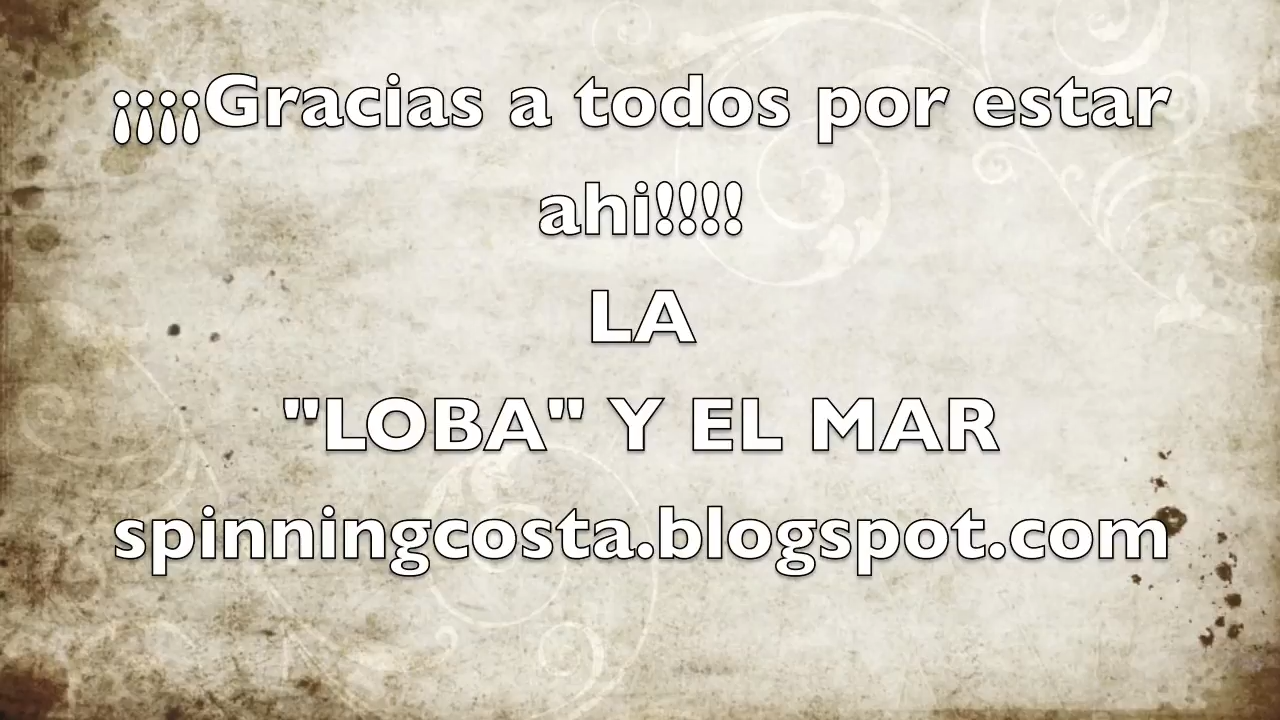 ¡¡¡¡Gracias a todos por estar
ahi!!!!
LA
"LOBA" Y EL MAR
spinningcosta.blogspot.com